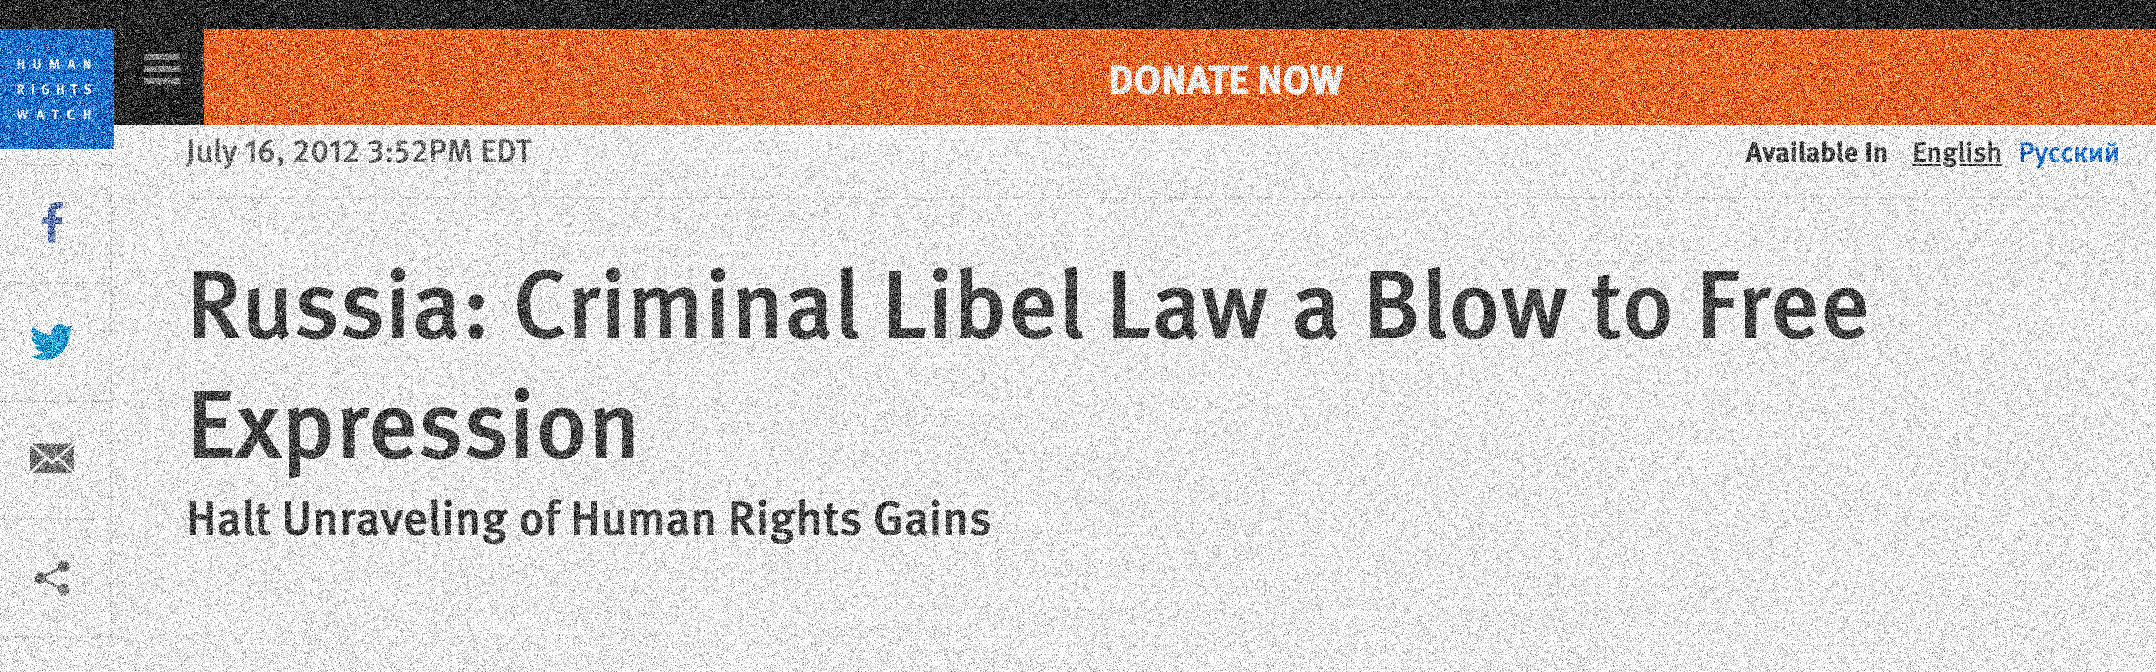 HUMAN
RIGHTS
WATCH
DONATE NOW
July 16, 2012 3:52PM EDT
Available In English Русский
Russia: Criminal Libel Law a Blow to Free
Expression
Halt Unraveling of Human Rights Gains